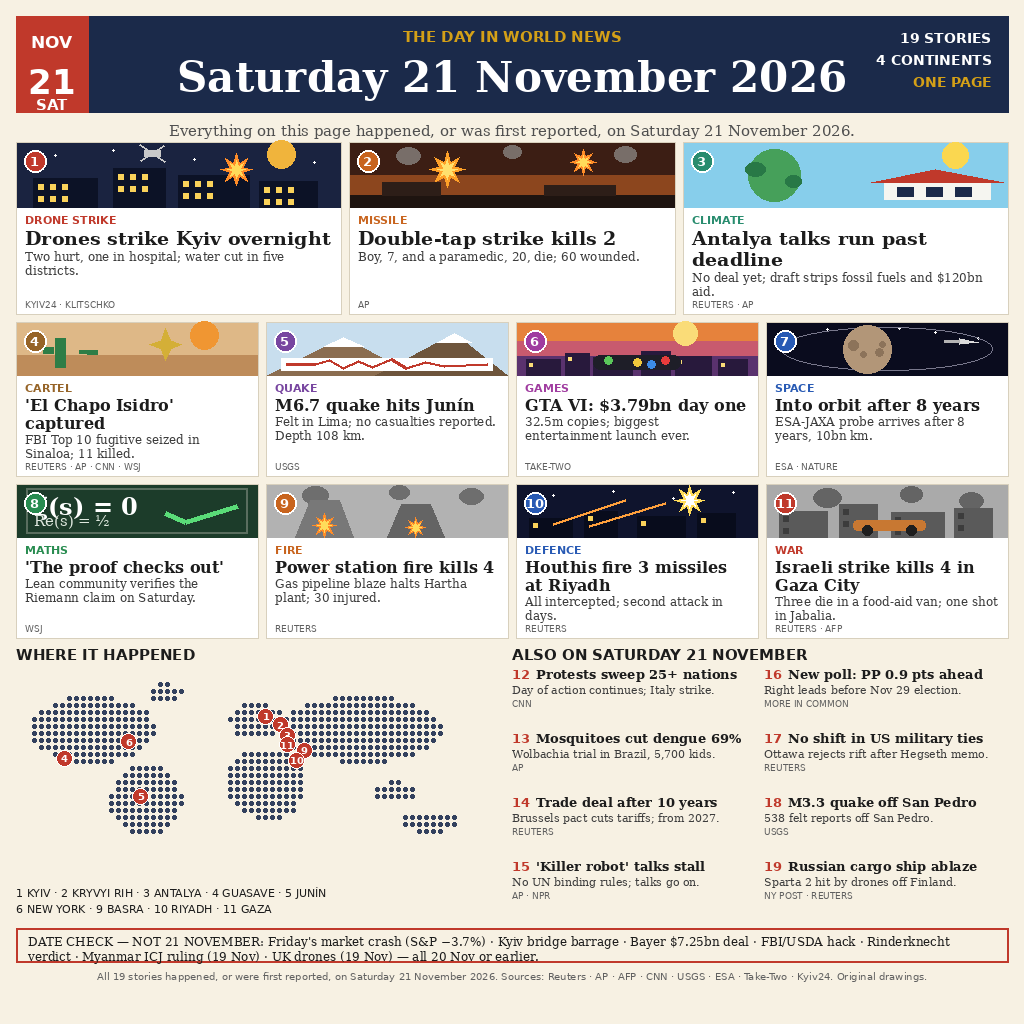 NOV
21
SAT
THE DAY IN WORLD NEWS
Saturday 21 November 2026
19 STORIES
4 CONTINENTS
ONE PAGE
Everything on this page happened, or was first reported, on Saturday 21 November 2026.
1
DRONE STRIKE
Drones strike Kyiv overnight
Two hurt, one in hospital; water cut in five
districts.
KYIV24 · KLITSCHKO
2
MISSILE
Double-tap strike kills 2
Boy, 7, and a paramedic, 20, die; 60 wounded.
AP
3
CLIMATE
Antalya talks run past
deadline
No deal yet; draft strips fossil fuels and $120bn
aid.
REUTERS · AP
4
CARTEL
'El Chapo Isidro'
captured
FBI Top 10 fugitive seized in
Sinaloa; 11 killed.
REUTERS · AP · CNN · WSJ
5
QUAKE
M6.7 quake hits Junín
Felt in Lima; no casualties reported.
Depth 108 km.
USGS
6
GAMES
GTA VI: $3.79bn day one
32.5m copies; biggest
entertainment launch ever.
TAKE-TWO
7
SPACE
Into orbit after 8 years
ESA-JAXA probe arrives after 8
years, 10bn km.
ESA · NATURE
8
(s) = 0
Re(s) = ½
MATHS
'The proof checks out'
Lean community verifies the
Riemann claim on Saturday.
WSJ
9
FIRE
Power station fire kills 4
Gas pipeline blaze halts Hartha
plant; 30 injured.
REUTERS
10
DEFENCE
Houthis fire 3 missiles
at Riyadh
All intercepted; second attack in
days.
REUTERS
11
WAR
Israeli strike kills 4 in
Gaza City
Three die in a food-aid van; one shot
in Jabalia.
REUTERS · AFP
WHERE IT HAPPENED
1
2
3
11
9
10
6
4
5
1 KYIV · 2 KRYVYI RIH · 3 ANTALYA · 4 GUASAVE · 5 JUNÍN
6 NEW YORK · 9 BASRA · 10 RIYADH · 11 GAZA
ALSO ON SATURDAY 21 NOVEMBER
12 Protests sweep 25+ nations
Day of action continues; Italy strike.
CNN
13 Mosquitoes cut dengue 69%
Wolbachia trial in Brazil, 5,700 kids.
AP
14 Trade deal after 10 years
Brussels pact cuts tariffs; from 2027.
REUTERS
15 'Killer robot' talks stall
No UN binding rules; talks go on.
AP · NPR
16 New poll: PP 0.9 pts ahead
Right leads before Nov 29 election.
MORE IN COMMON
17 No shift in US military ties
Ottawa rejects rift after Hegseth memo.
REUTERS
18 M3.3 quake off San Pedro
538 felt reports off San Pedro.
USGS
19 Russian cargo ship ablaze
Sparta 2 hit by drones off Finland.
NY POST · REUTERS
DATE CHECK — NOT 21 NOVEMBER: Friday's market crash (S&P −3.7%) · Kyiv bridge barrage · Bayer $7.25bn deal · FBI/USDA hack · Rinderknecht
verdict · Myanmar ICJ ruling (19 Nov) · UK drones (19 Nov) — all 20 Nov or earlier.
All 19 stories happened, or were first reported, on Saturday 21 November 2026. Sources: Reuters · AP · AFP · CNN · USGS · ESA · Take-Two · Kyiv24. Original drawings.